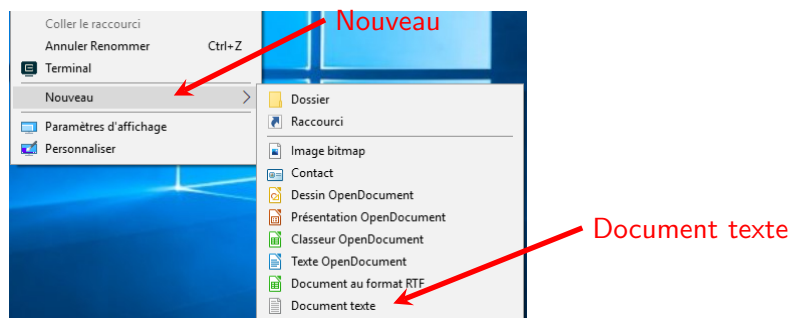 Coller le raccourci
Annuler Renommer Ctrl+Z
Terminal
Nouveau
Paramètres d'affichage
Personnaliser
Nouveau
Dossier
Raccourci
Image bitmap
Contact
Dessin OpenDocument
Présentation OpenDocument
Classeur OpenDocument
Texte OpenDocument
Document au format RTF
Document texte
Document texte